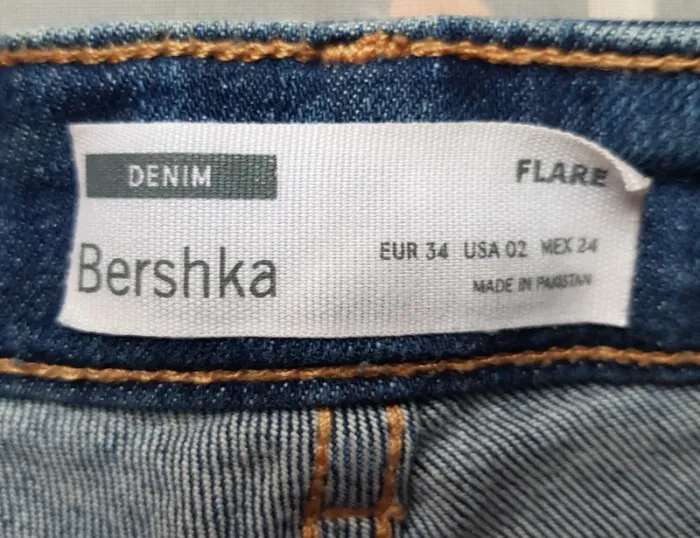 DENIM
FLARE
Bershka
EUR 34 USA 02 MEX 24
MADE IN PAKISTAN